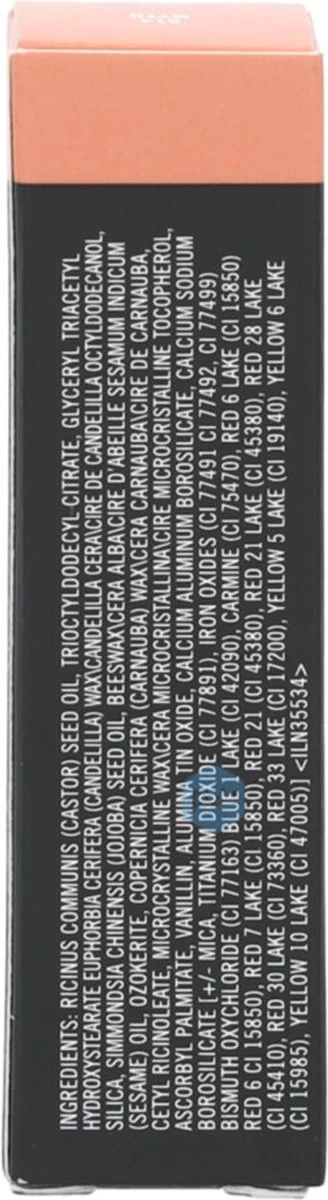 INGREDIENTS: RICINUS COMMUNIS (CASTOR) SEED OIL, TRIOCTYLDODECYL CITRATE, GLYCERYL TRIACETYL
HYDROXYSTEARATE EUPHORBIA CERIFERA (CANDELILLA) WAX\CANDELILLA CERA\CIRE DE CANDELILLA OCTYLDODECANOL,
SILICA, SIMMONDSIA CHINENSIS (JOJOBA) SEED OIL, BEESWAX\CERA ALBA\CIRE D'ABEILLE SESAMUM INDICUM
(SESAME) OIL, OZOKERITE, COPERNICIA CERIFERA (CARNAUBA) WAX\CERA CARNAUBA\CIRE DE CARNAUBA,
CETYL RICINOLEATE, MICROCRYSTALLINE WAX\CERA MICROCRISTALLINA\CIRE MICROCRISTALLINE TOCOPHEROL,
ASCORBYL PALMITATE, VANILLIN, ALUMINA, TIN OXIDE, CALCIUM ALUMINUM BOROSILICATE, CALCIUM SODIUM
BOROSILICATE [+/- MICA, TITANIUM DIOXIDE (CI 77891), IRON OXIDES (CI 77491 CI 77492, CI 77499)
BISMUTH OXYCHLORIDE (CI 77163) BLUE 1 LAKE (CI 42090), CARMINE (CI 75470), RED 6 LAKE (CI 15850)
RED 6 (CI 15850), RED 7 LAKE (CI 15850), RED 21 (CI 45380), RED 21 LAKE (CI 45380), RED 28 LAKE
(CI 45410), RED 30 LAKE (CI 73360), RED 33 LAKE (CI 17200), YELLOW 5 LAKE (CI 19140), YELLOW 6 LAKE
(CI 15985), YELLOW 10 LAKE (CI 47005)] <ILN35534>